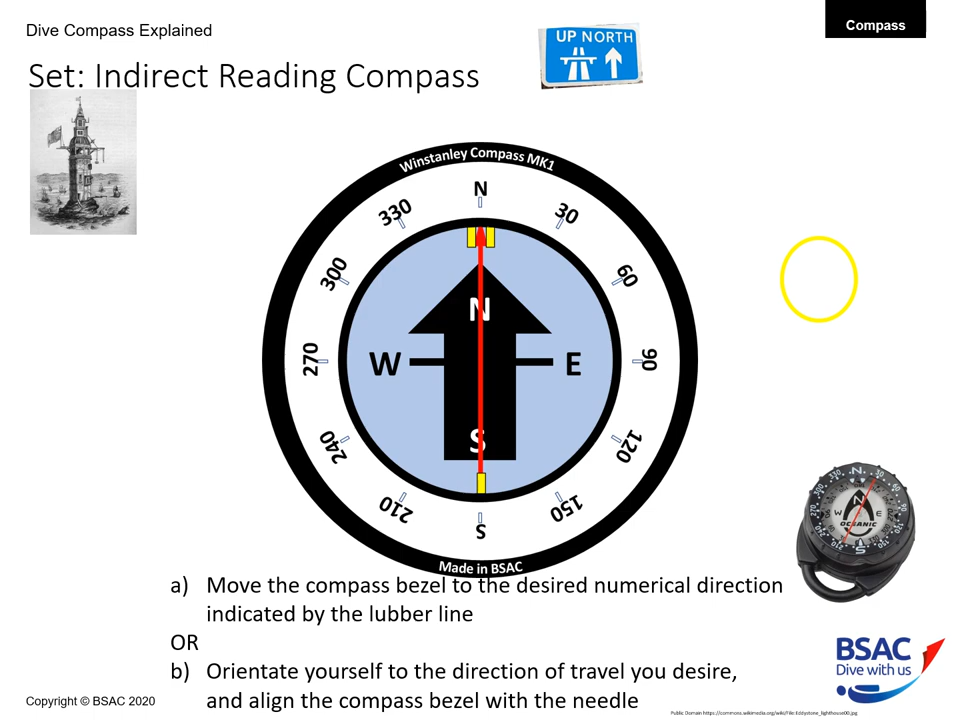 Dive Compass Explained
Compass
UP NORTH
Set: Indirect Reading Compass
Winstanley Compass MK1
N
330
30
300
60
N
270
W
E
90
S
240
120
210
150
S
Made in BSAC
N
W
E
OCEANIC
S
a) Move the compass bezel to the desired numerical direction
indicated by the lubber line
OR
b) Orientate yourself to the direction of travel you desire,
and align the compass bezel with the needle
BSAC
Dive with us
Copyright © BSAC 2020
Public Domain https://commons.wikimedia.org/wiki/File:Eddystone_lighthouse00.jpg